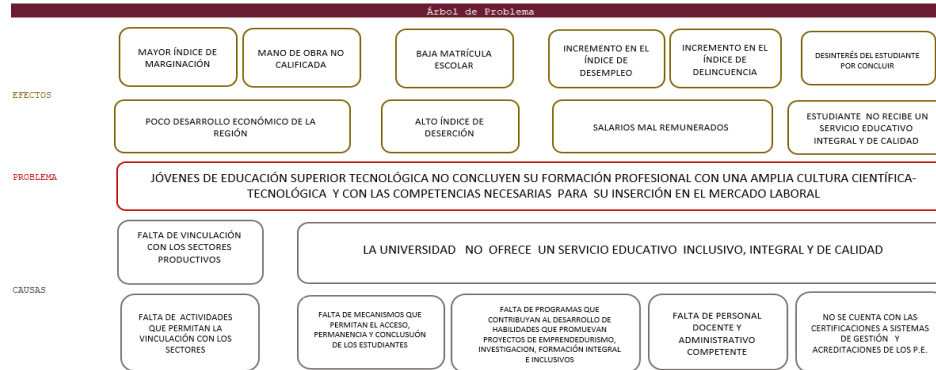 Árbol de Problema
MAYOR ÍNDICE DE
MARGINACIÓN
MANO DE OBRA NO
CALIFICADA
BAJA MATRÍCULA
ESCOLAR
INCREMENTO EN EL
ÍNDICE DE
DESEMPLEO
INCREMENTO EN EL
ÍNDICE DE
DELINCUENCIA
DESINTERÉS DEL ESTUDIANTE
POR CONCLUIR
EFECTOS
POCO DESARROLLO ECONÓMICO DE LA
REGIÓN
ALTO ÍNDICE DE
DESERCIÓN
SALARIOS MAL REMUNERADOS
ESTUDIANTE NO RECIBE UN
SERVICIO EDUCATIVO
INTEGRAL Y DE CALIDAD
PROBLEMA
JÓVENES DE EDUCACIÓN SUPERIOR TECNOLÓGICA NO CONCLUYEN SU FORMACIÓN PROFESIONAL CON UNA AMPLIA CULTURA CIENTÍFICA-
TECNOLÓGICA Y CON LAS COMPETENCIAS NECESARIAS PARA SU INSERCIÓN EN EL MERCADO LABORAL
FALTA DE VINCULACIÓN
CON LOS SECTORES
PRODUCTIVOS
LA UNIVERSIDAD NO OFRECE UN SERVICIO EDUCATIVO INCLUSIVO, INTEGRAL Y DE CALIDAD
CAUSAS
FALTA DE ACTIVIDADES
QUE PERMITAN LA
VINCULACIÓN CON LOS
SECTORES
FALTA DE MECANISMOS QUE
PERMITAN EL ACCESO,
PERMANENCIA Y CONCLUSUÓN
DE LOS ESTUDIANTES
FALTA DE PROGRAMAS QUE
CONTRIBUYAN AL DESARROLLO DE
HABILIDADES QUE PROMUEVAN
PROYECTOS DE EMPRENDEDURISMO,
INVESTIGACION, FORMACIÓN INTEGRAL
E INCLUSIVOS
FALTA DE PERSONAL
DOCENTE Y
ADMINISTRATIVO
COMPETENTE
NO SE CUENTA CON LAS
CERTIFICACIONES A SISTEMAS
DE GESTIÓN Y
ACREDITACIONES DE LOS P.E.